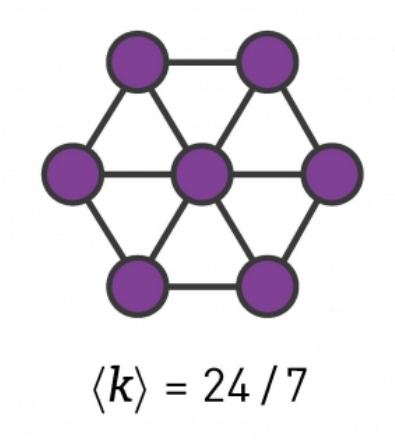 ⟨k⟩ = 24/7